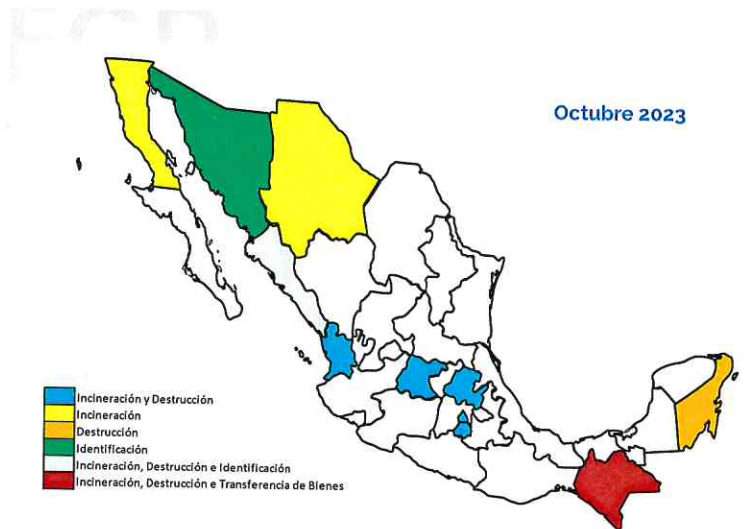 Octubre 2023
Incineración y Destrucción
Incineración
Destrucción
Identificación
Incineración, Destrucción e Identificación
Incineración, Destrucción e Transferencia de Bienes